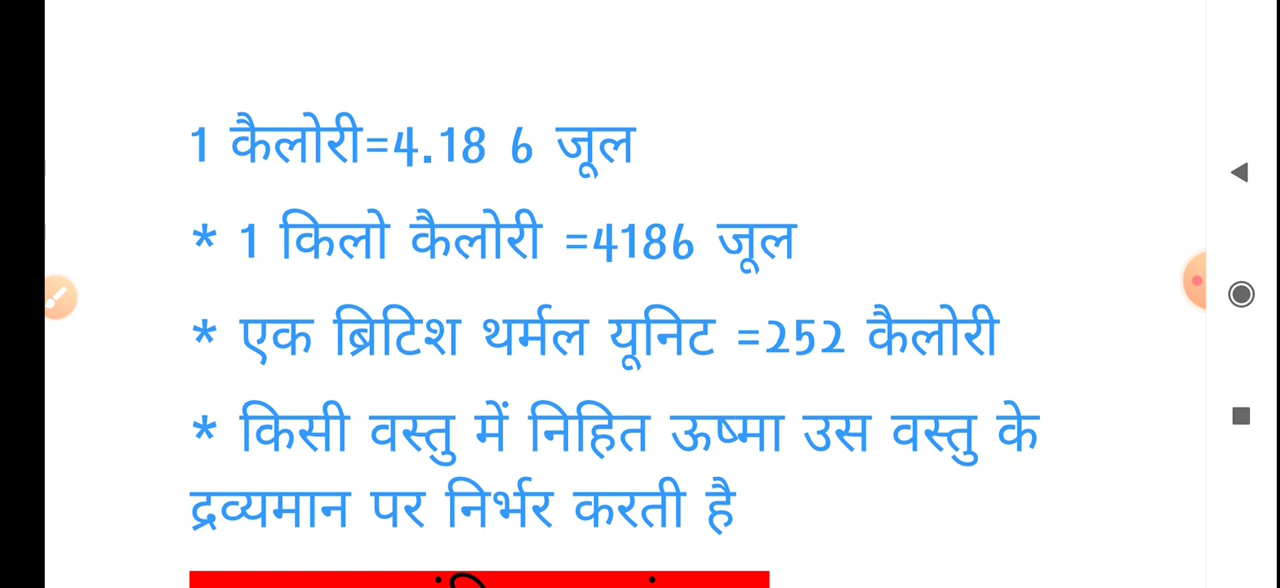 1 कैलोरी=4.18 6 जूल
* 1 किलो कैलोरी =4186 जूल
* एक ब्रिटिश थर्मल यूनिट =252 कैलोरी
* किसी वस्तु में निहित ऊष्मा उस वस्तु के
द्रव्यमान पर निर्भर करती है